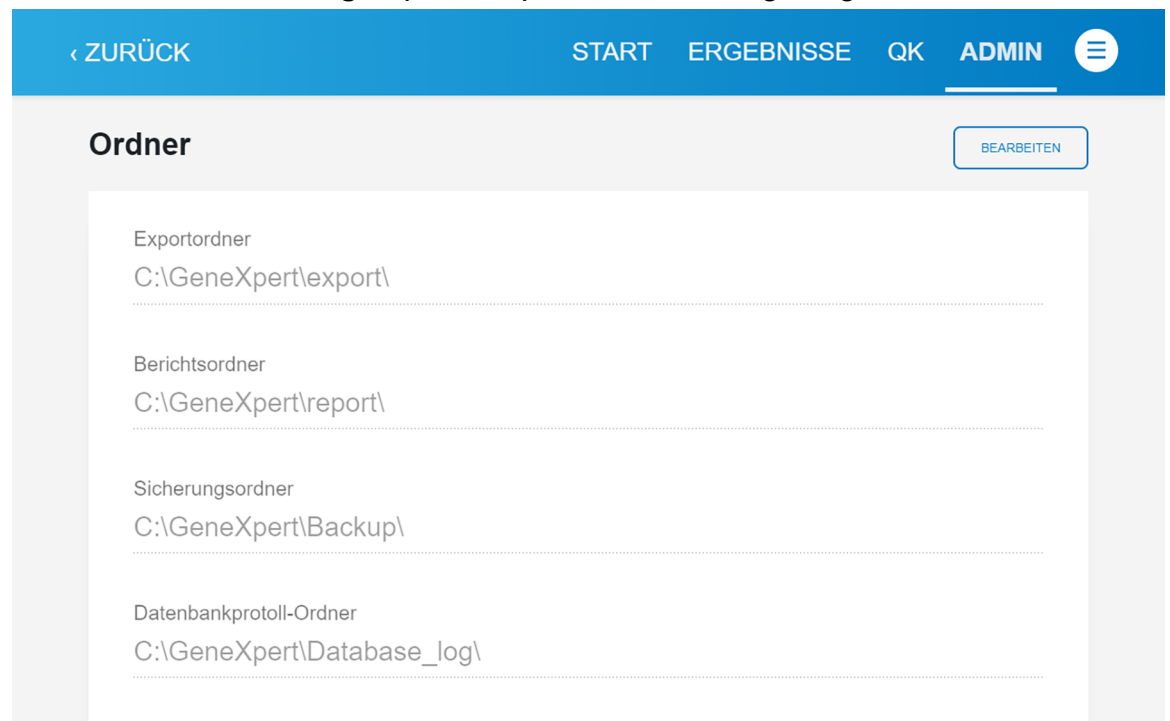 ‹ ZURÜCK START ERGEBNISSE QK ADMIN
Ordner BEARBEITEN
Exportordner
C:\GeneXpert\export\
Berichtsordner
C:\GeneXpert\report\
Sicherungsordner
C:\GeneXpert\Backup\
Datenbankprotoll-Ordner
C:\GeneXpert\Database_log\